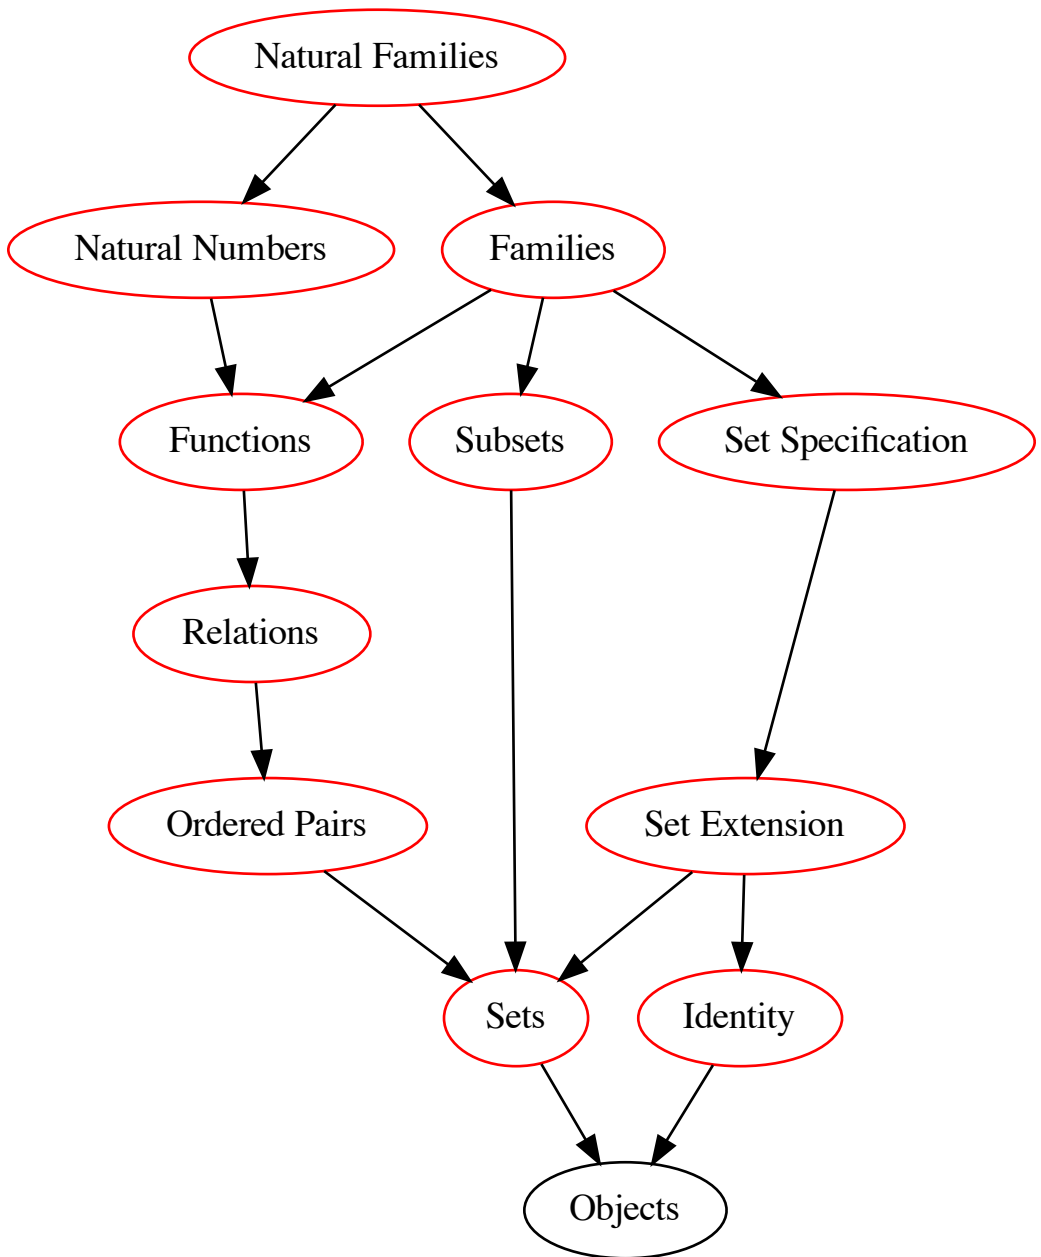 Natural Families
Natural Numbers
Families
Functions
Subsets
Set Specification
Relations
Ordered Pairs
Set Extension
Sets
Identity
Objects